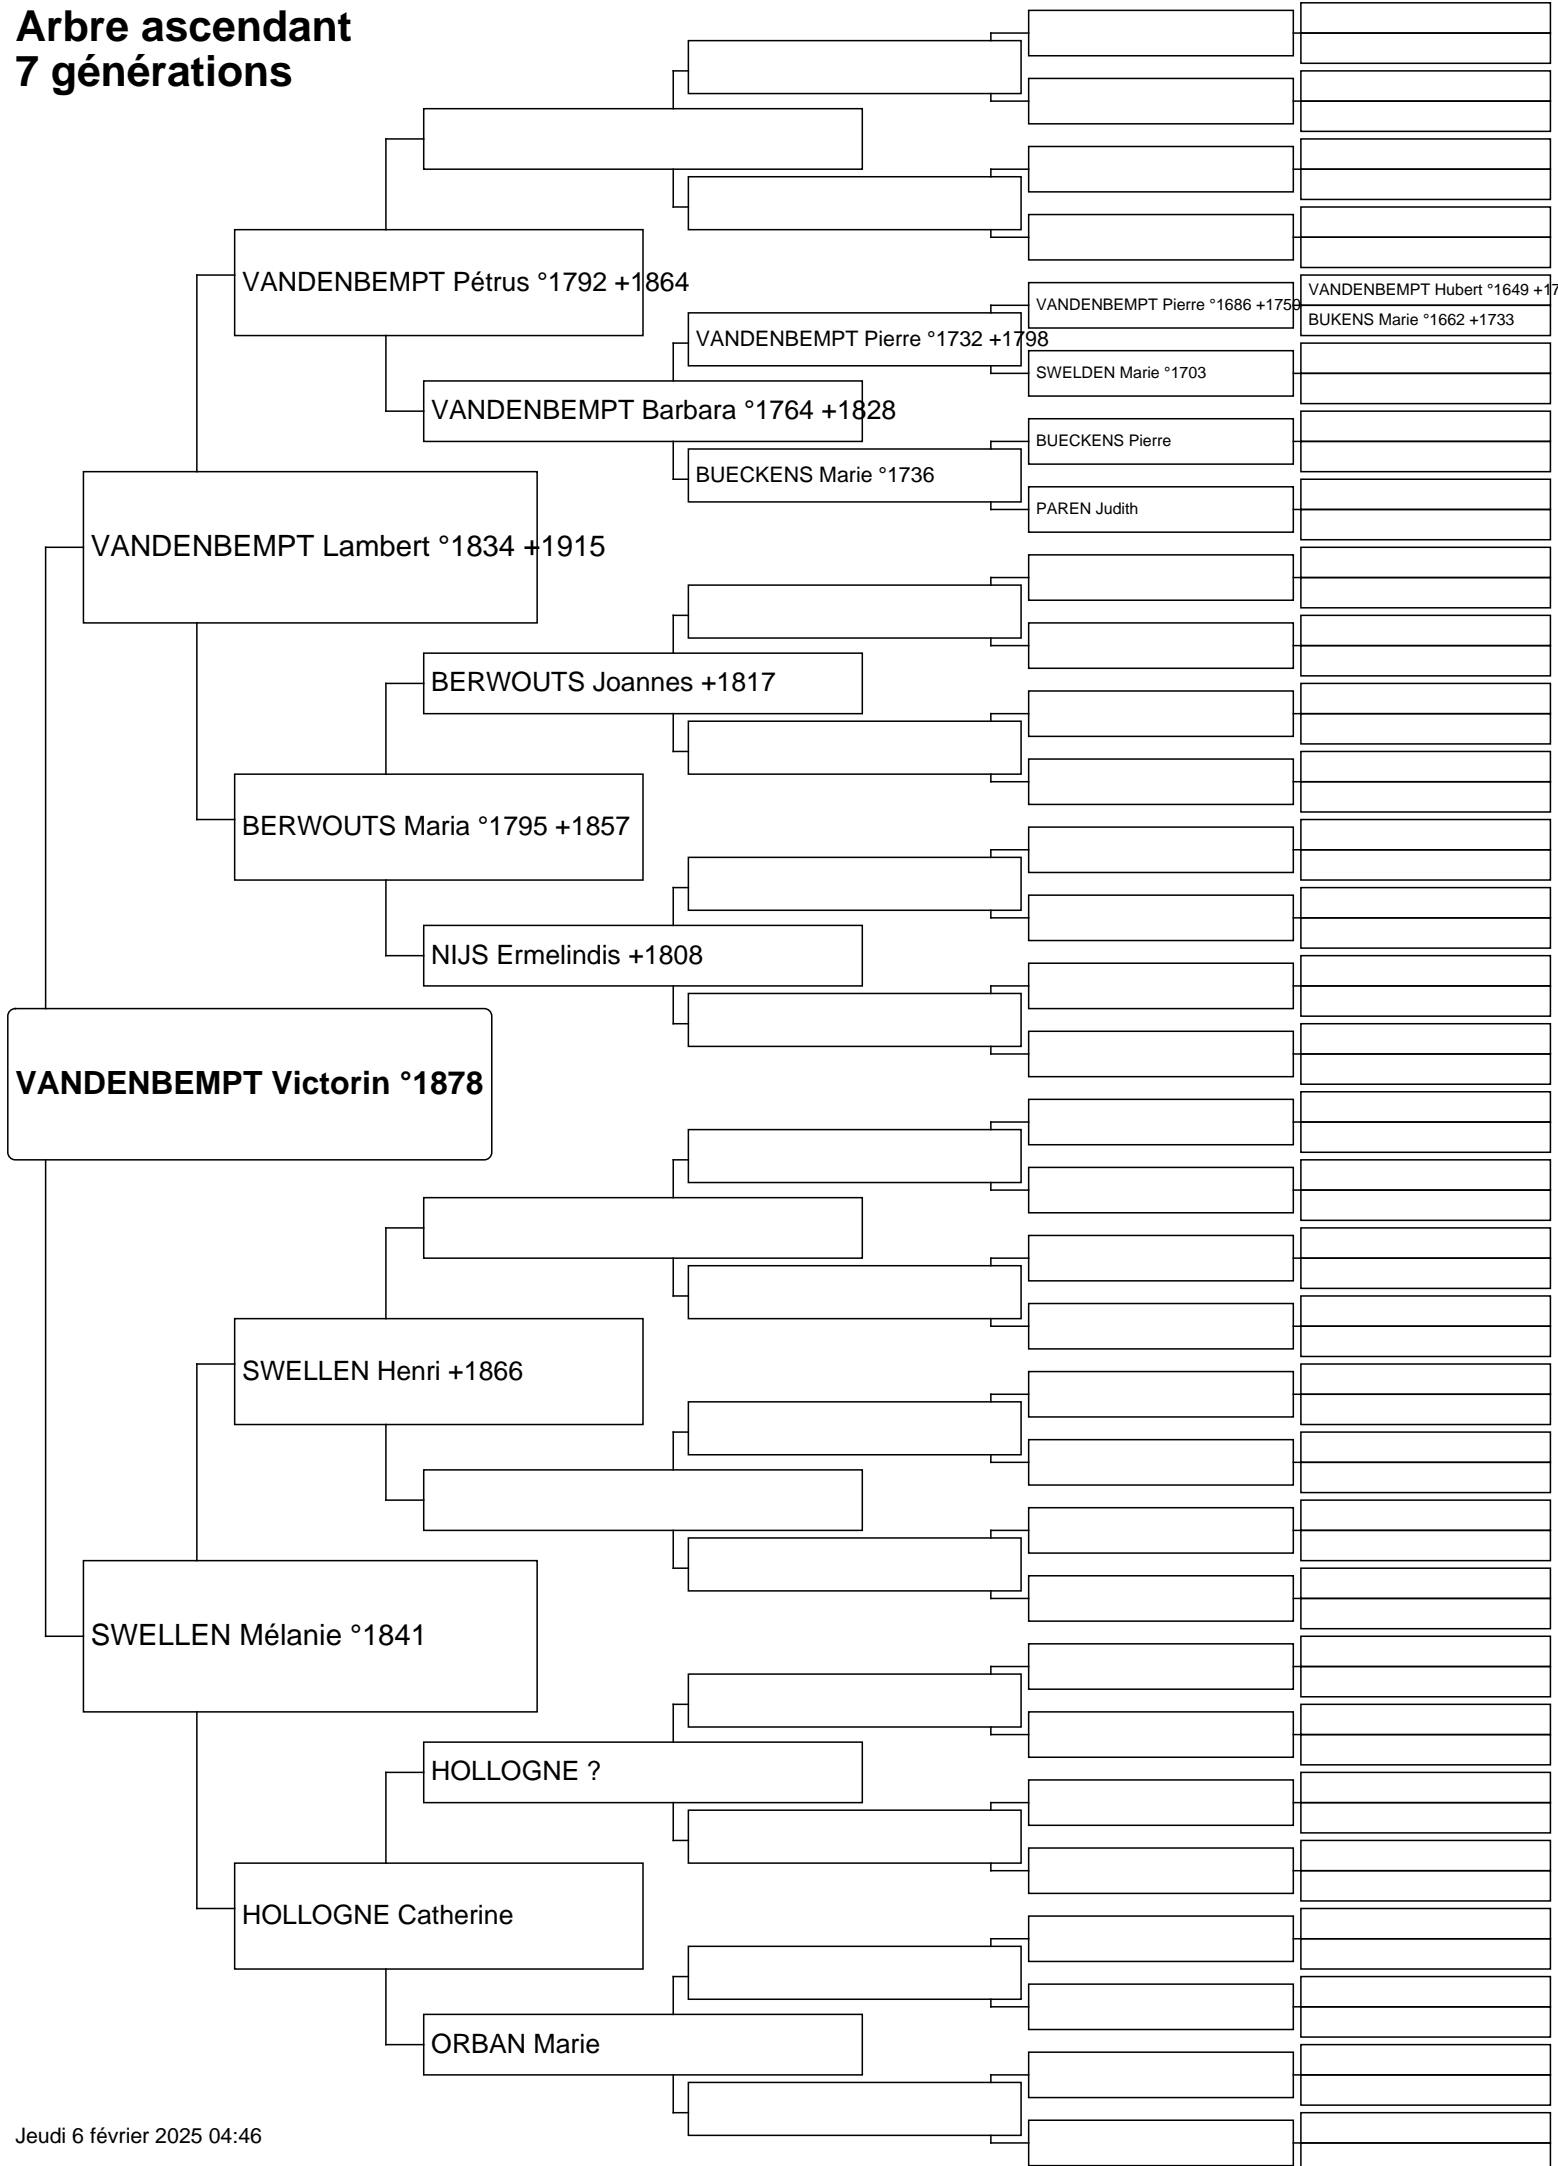 Arbre ascendant
7 générations
VANDENBEMPT Hubert °1649 +17
VANDENBEMPT Pétrus °1792 +1864
VANDENBEMPT Pierre °1686 +1750
BUKENS Marie °1662 +1733
VANDENBEMPT Pierre °1732 +1798
SWELDEN Marie °1703
VANDENBEMPT Barbara °1764 +1828
BUECKENS Pierre
BUECKENS Marie °1736
PAREN Judith
VANDENBEMPT Lambert °1834 +1915
BERWOUTS Joannes +1817
BERWOUTS Maria °1795 +1857
NIJS Ermelindis +1808
VANDENBEMPT Victorin °1878
SWELLEN Henri +1866
SWELLEN Mélanie °1841
HOLLOGNE ?
HOLLOGNE Catherine
ORBAN Marie
Jeudi 6 février 2025 04:46